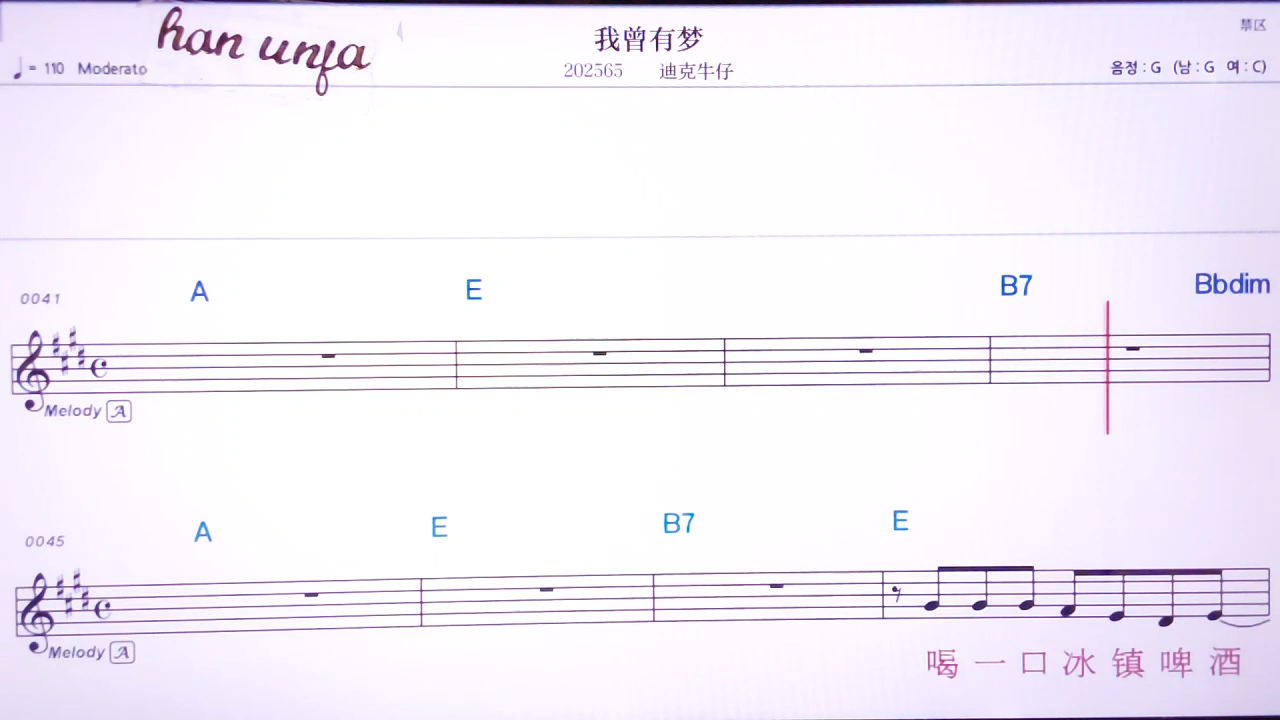 han unfa
我曾有梦
禁区
♩= 110 Moderato
202565 迪克牛仔
음정 : G (남 : G 여 : C)
A E B7 Bbdim
0041
Melody A
A E B7 E
0045
Melody A
喝 一 口 冰 镇 啤 酒